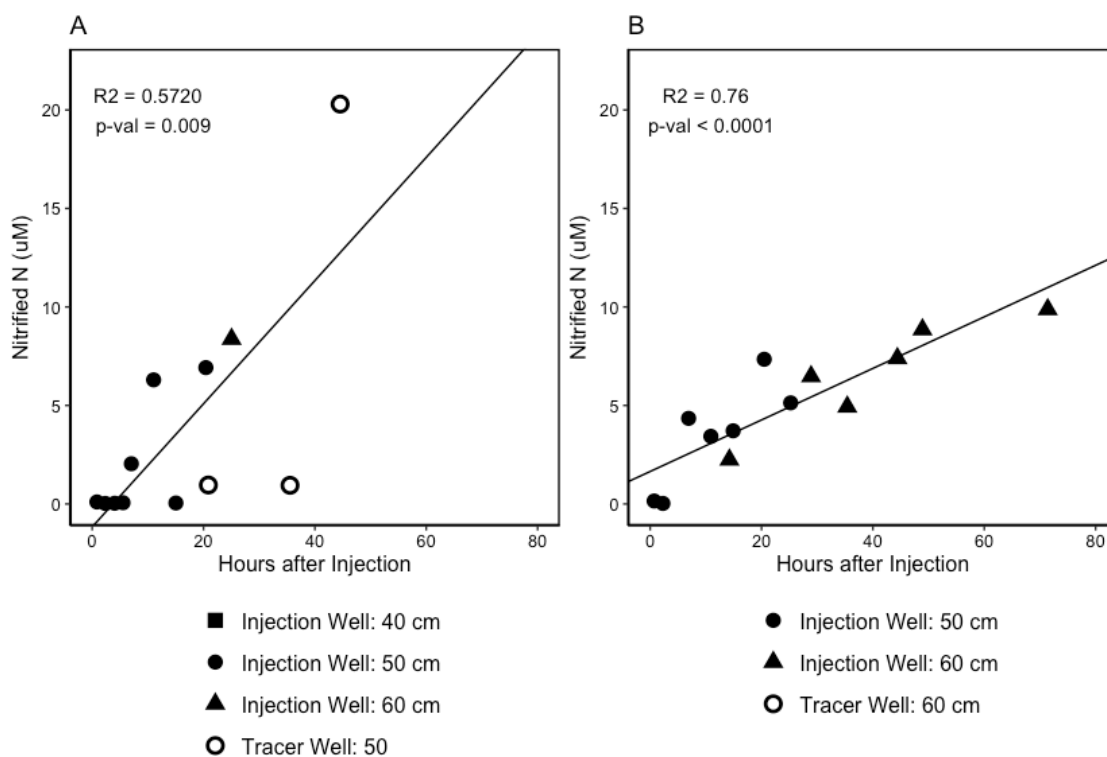 A
R2 = 0.5720
p-val = 0.009
20
15
10
5
0
Nitrified N (uM)
0 20 40 60 80
Hours after Injection
Injection Well: 40 cm
Injection Well: 50 cm
Injection Well: 60 cm
Tracer Well: 50
B
R2 = 0.76
p-val < 0.0001
20
15
10
5
0
Nitrified N (uM)
0 20 40 60 80
Hours after Injection
Injection Well: 50 cm
Injection Well: 60 cm
Tracer Well: 60 cm